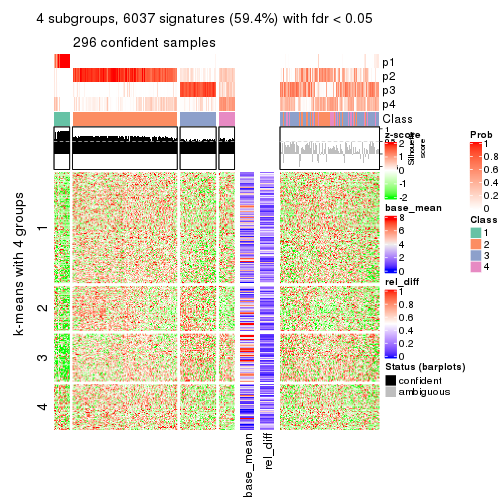 4 subgroups, 6037 signatures (59.4%) with fdr < 0.05
296 confident samples
p1
p2
p3
p4
Class
1
Silhouette
score
k-means with 4 groups
1
2
3
4
base_mean
rel_diff
z-score
2
1
0
-1
-2
base_mean
8
6
4
2
0
rel_diff
1
0.8
0.6
0.4
0.2
0
Status (barplots)
confident
ambiguous
Prob
1
0.8
0.6
0.4
0.2
0
Class
1
2
3
4